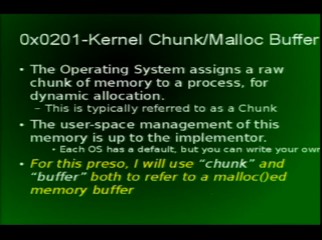 0x0201-Kernel Chunk/Malloc Buffer
• The Operating System assigns a raw
chunk of memory to a process, for
dynamic allocation.
– This is typically referred to as a Chunk
• The user-space management of this
memory is up to the implementor.
• Each OS has a default, but you can write your own
• For this preso, I will use “chunk” and
“buffer” both to refer to a malloc()ed
memory buffer